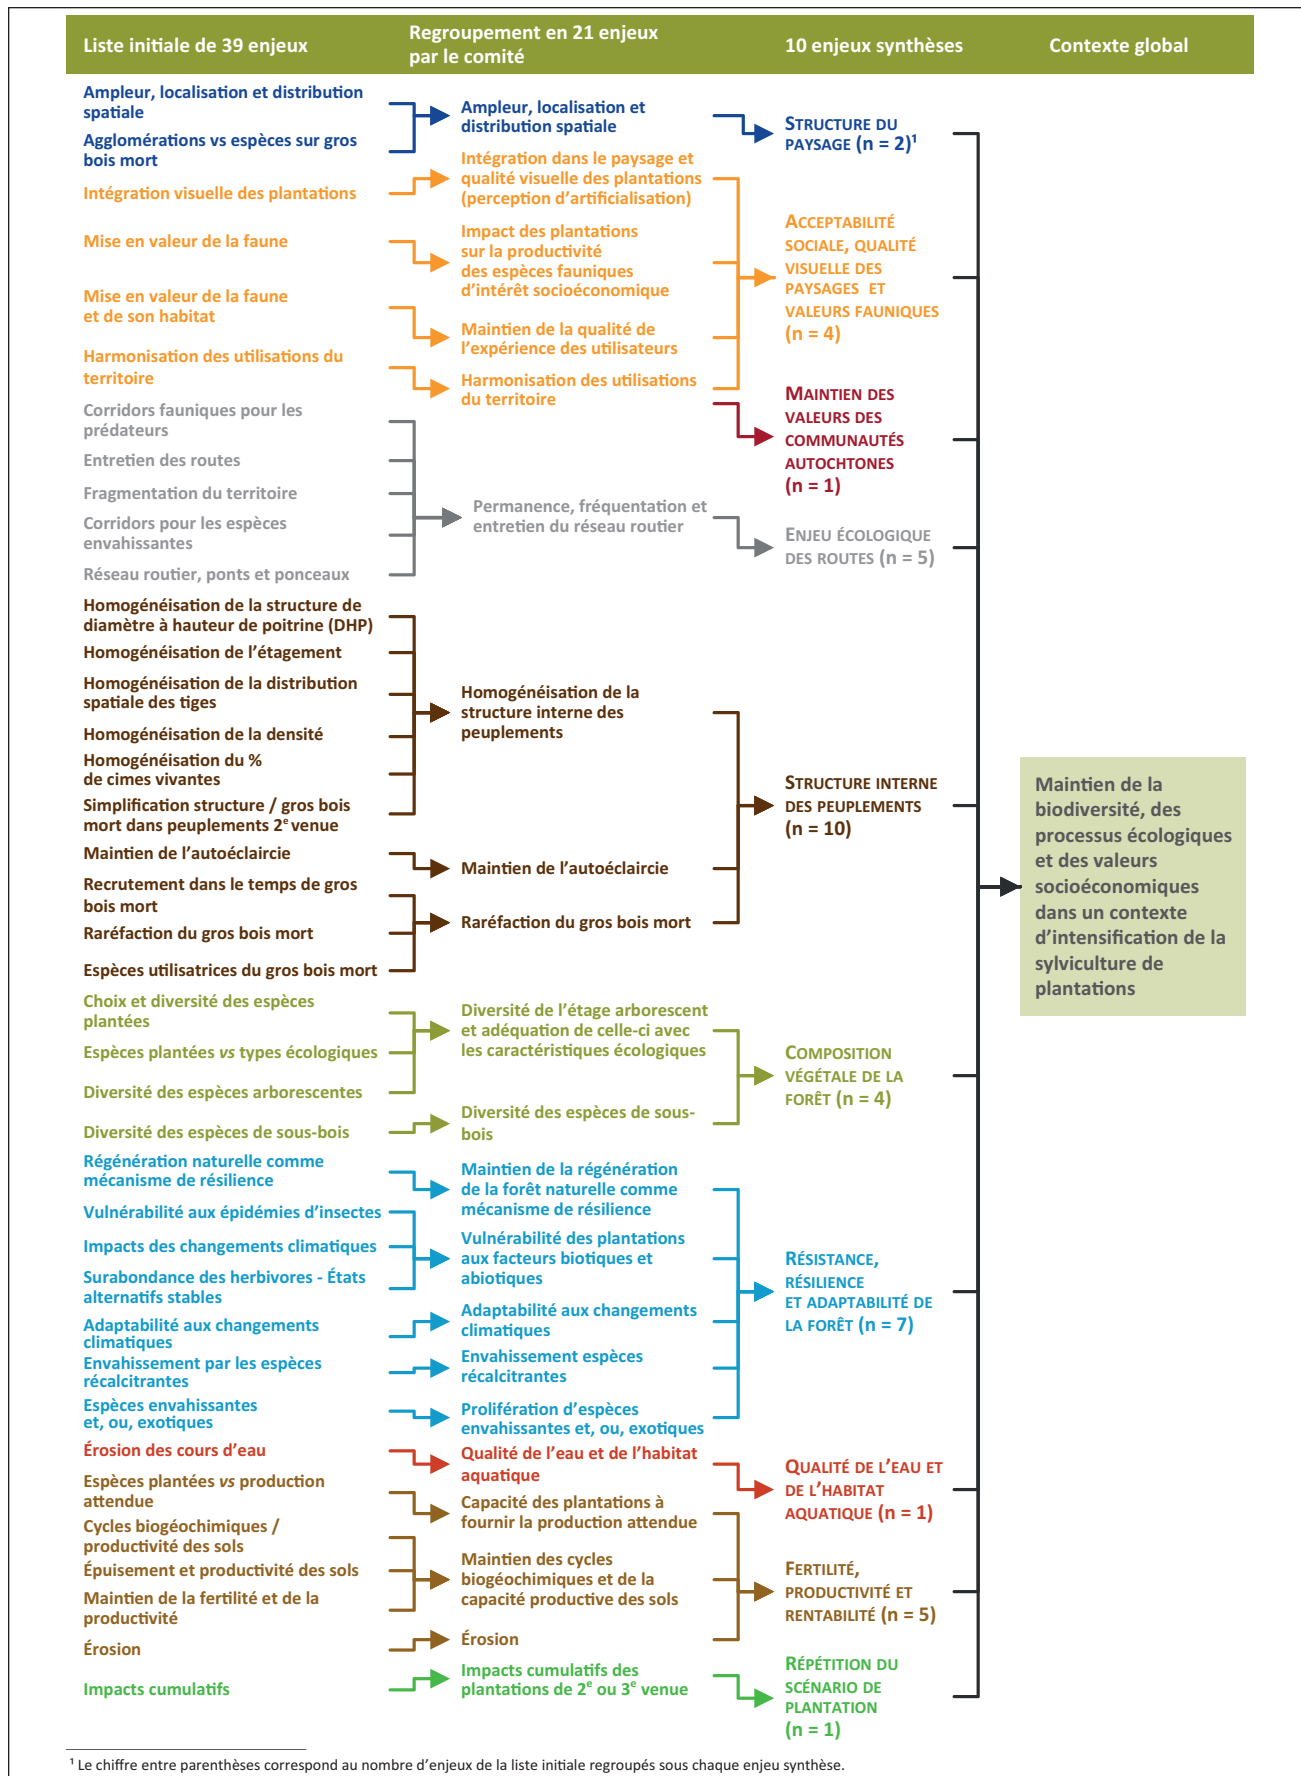 Liste initiale de 39 enjeux
Regroupement en 21 enjeux
par le comité
10 enjeux synthèses
Contexte global
Ampleur, localisation et distribution
spatiale
Agglomérations vs espèces sur gros
bois mort
Intégration visuelle des plantations
Mise en valeur de la faune
Mise en valeur de la faune
et de son habitat
Harmonisation des utilisations du
territoire
Corridors fauniques pour les
prédateurs
Entretien des routes
Fragmentation du territoire
Corridors pour les espèces
envahissantes
Réseau routier, ponts et ponceaux
Homogénéisation de la structure de
diamètre à hauteur de poitrine (DHP)
Homogénéisation de l'étagement
Homogénéisation de la distribution
spatiale des tiges
Homogénéisation de la densité
Homogénéisation du %
de cimes vivantes
Simplification structure / gros bois
mort dans peuplements 2e venue
Maintien de l'autoéclaircie
Recrutement dans le temps de gros
bois mort
Raréfaction du gros bois mort
Espèces utilisatrices du gros bois mort
Choix et diversité des espèces
plantées
Espèces plantées vs types écologiques
Diversité des espèces arborescentes
Diversité des espèces de sous-bois
Régénération naturelle comme
mécanisme de résilience
Vulnérabilité aux épidémies d'insectes
Impacts des changements climatiques
Surabondance des herbivores - États
alternatifs stables
Adaptabilité aux changements
climatiques
Envahissement par les espèces
récalcitrantes
Espèces envahissantes
et, ou, exotiques
Érosion des cours d'eau
Espèces plantées vs production
attendue
Cycles biogéochimiques /
productivité des sols
Épuisement et productivité des sols
Maintien de la fertilité et de la
productivité
Érosion
Impacts cumulatifs
Ampleur, localisation et
distribution spatiale
Intégration dans le paysage et
qualité visuelle des plantations
(perception d'artificialisation)
Impact des plantations
sur la productivité
des espèces fauniques
d'intérêt socioéconomique
Maintien de la qualité de
l'expérience des utilisateurs
Harmonisation des utilisations
du territoire
Permanence, fréquentation et
entretien du réseau routier
Homogénéisation de la
structure interne des
peuplements
Maintien de l'autoéclaircie
Raréfaction du gros bois mort
Diversité de l'étage arborescent
et adéquation de celle-ci avec
les caractéristiques écologiques
Diversité des espèces de sous-
bois
Maintien de la régénération
de la forêt naturelle comme
mécanisme de résilience
Vulnérabilité des plantations
aux facteurs biotiques et
abiotiques
Adaptabilité aux changements
climatiques
Envahissement espèces
récalcitrantes
Prolifération d'espèces
envahissantes et, ou, exotiques
Qualité de l'eau et de l'habitat
aquatique
Capacité des plantations à
fournir la production attendue
Maintien des cycles
biogéochimiques et de la
capacité productive des sols
Érosion
Impacts cumulatifs des
plantations de 2e ou 3e venue
STRUCTURE DU
PAYSAGE (n = 2)¹
ACCEPTABILITÉ
SOCIALE, QUALITÉ
VISUELLE DES
PAYSAGES ET
VALEURS FAUNIQUES
(n = 4)
MAINTIEN DES
VALEURS DES
COMMUNAUTÉS
AUTOCHTONES
(n = 1)
ENJEU ÉCOLOGIQUE
DES ROUTES (n = 5)
STRUCTURE INTERNE
DES PEUPLEMENTS
(n = 10)
COMPOSITION
VÉGÉTALE DE LA
FORÊT (n = 4)
RÉSISTANCE,
RÉSILIENCE
ET ADAPTABILITÉ DE
LA FORÊT (n = 7)
QUALITÉ DE L'EAU ET
DE L'HABITAT
AQUATIQUE (n = 1)
FERTILITÉ,
PRODUCTIVITÉ ET
RENTABILITÉ (n = 5)
RÉPÉTITION DU
SCÉNARIO DE
PLANTATION
(n = 1)
Maintien de la
biodiversité, des
processus écologiques
et des valeurs
socioéconomiques
dans un contexte
d'intensification de la
sylviculture de
plantations
¹ Le chiffre entre parenthèses correspond au nombre d'enjeux de la liste initiale regroupés sous chaque enjeu synthèse.